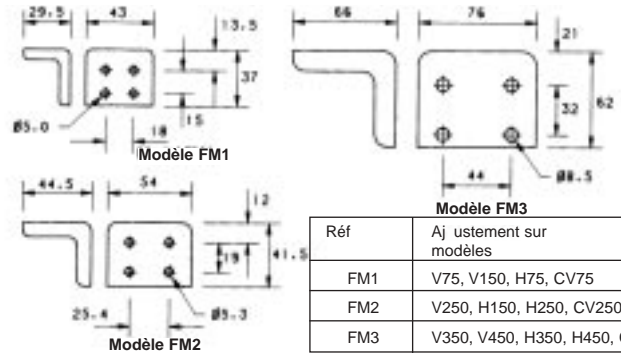 29.5
43
13.5
37
Ø5.0
15
18
Modèle FM1
66
76
21
62
32
44
Ø8.5
Modèle FM3
44.5
54
12
41.5
19
25.4
Ø5.3
Modèle FM2
Réf Aj ustement sur
modèles
FM1 V75, V150, H75, CV75
FM2 V250, H150, H250, CV250
FM3 V350, V450, H350, H450,